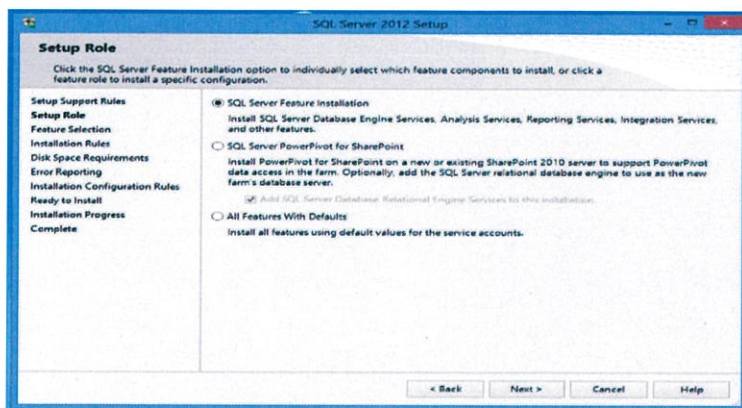 SQL Server 2012 Setup
Setup Role
Click the SQL Server Feature Installation option to individually select which feature components to install, or click a
feature role to install a specific configuration.
Setup Support Rules
Setup Role
Feature Selection
Installation Rules
Disk Space Requirements
Error Reporting
Installation Configuration Rules
Ready to Install
Installation Progress
Complete
SQL Server Feature Installation
Install SQL Server Database Engine Services, Analysis Services, Reporting Services, Integration Services,
and other features.
SQL Server PowerPivot for SharePoint
Install PowerPivot for SharePoint on a new or existing SharePoint 2010 server to support PowerPivot
data access in the farm. Optionally, add the SQL Server relational database engine to use as the new
farm's database server.
Add SQL Server Database Relational Engine Services to this installation.
All Features With Defaults
Install all features using default values for the service accounts.
< Back
Next >
Cancel
Help